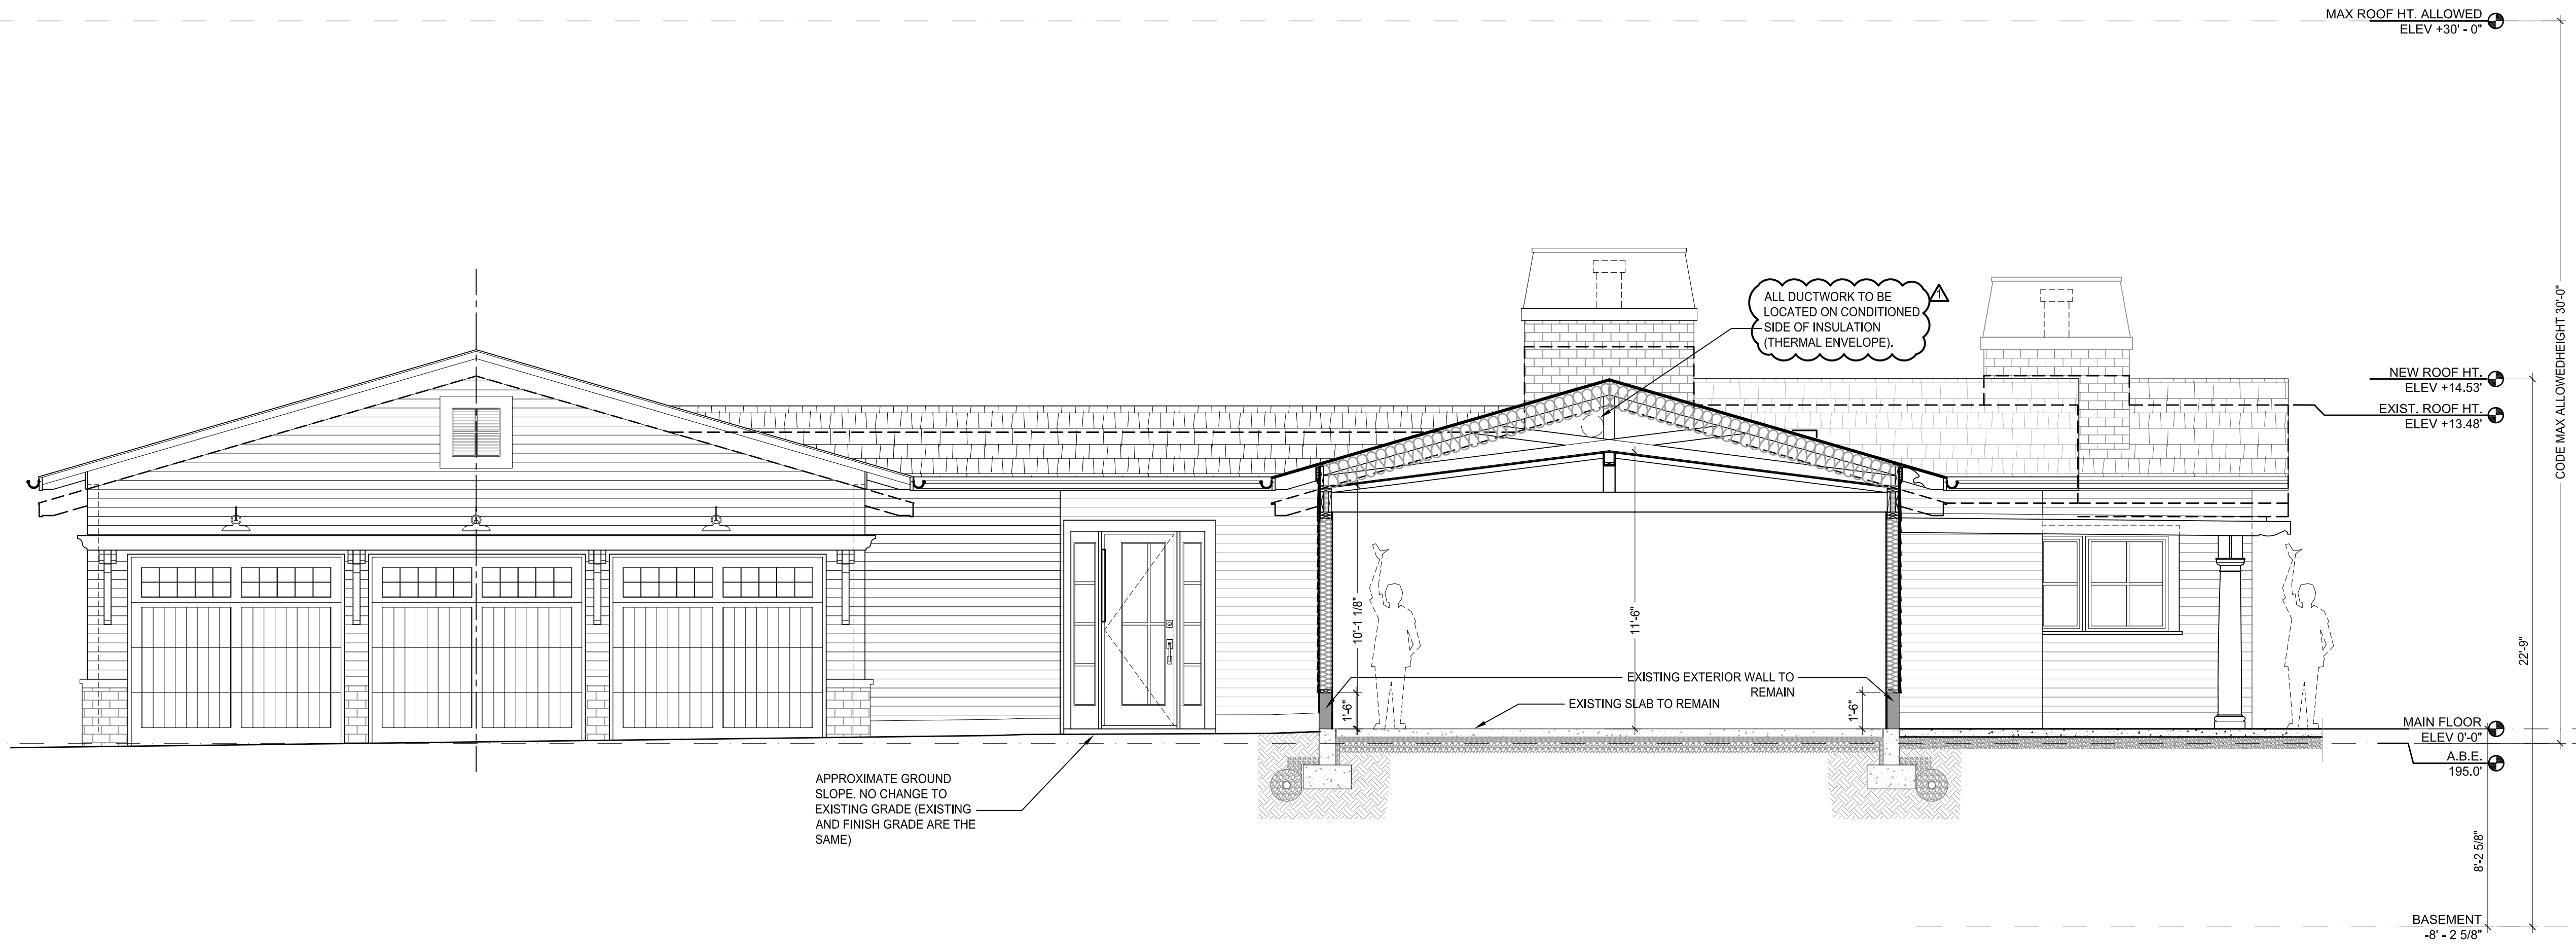 MAX ROOF HT. ALLOWED
ELEV +30' - 0"
CODE MAX ALLOWEDHEIGHT 30'-0"
ALL DUCTWORK TO BE
LOCATED ON CONDITIONED
SIDE OF INSULATION
(THERMAL ENVELOPE).
1
NEW ROOF HT.
ELEV +14.53'
EXIST. ROOF HT.
ELEV +13.48'
10'-1 1/8"
11'-6"
22'-9"
EXISTING EXTERIOR WALL TO
REMAIN
EXISTING SLAB TO REMAIN
1'-6"
1'-6"
MAIN FLOOR
ELEV 0'-0"
A.B.E.
195.0'
APPROXIMATE GROUND
SLOPE. NO CHANGE TO
EXISTING GRADE (EXISTING
AND FINISH GRADE ARE THE
SAME)
8'-2 5/8"
BASEMENT
-8' - 2 5/8"